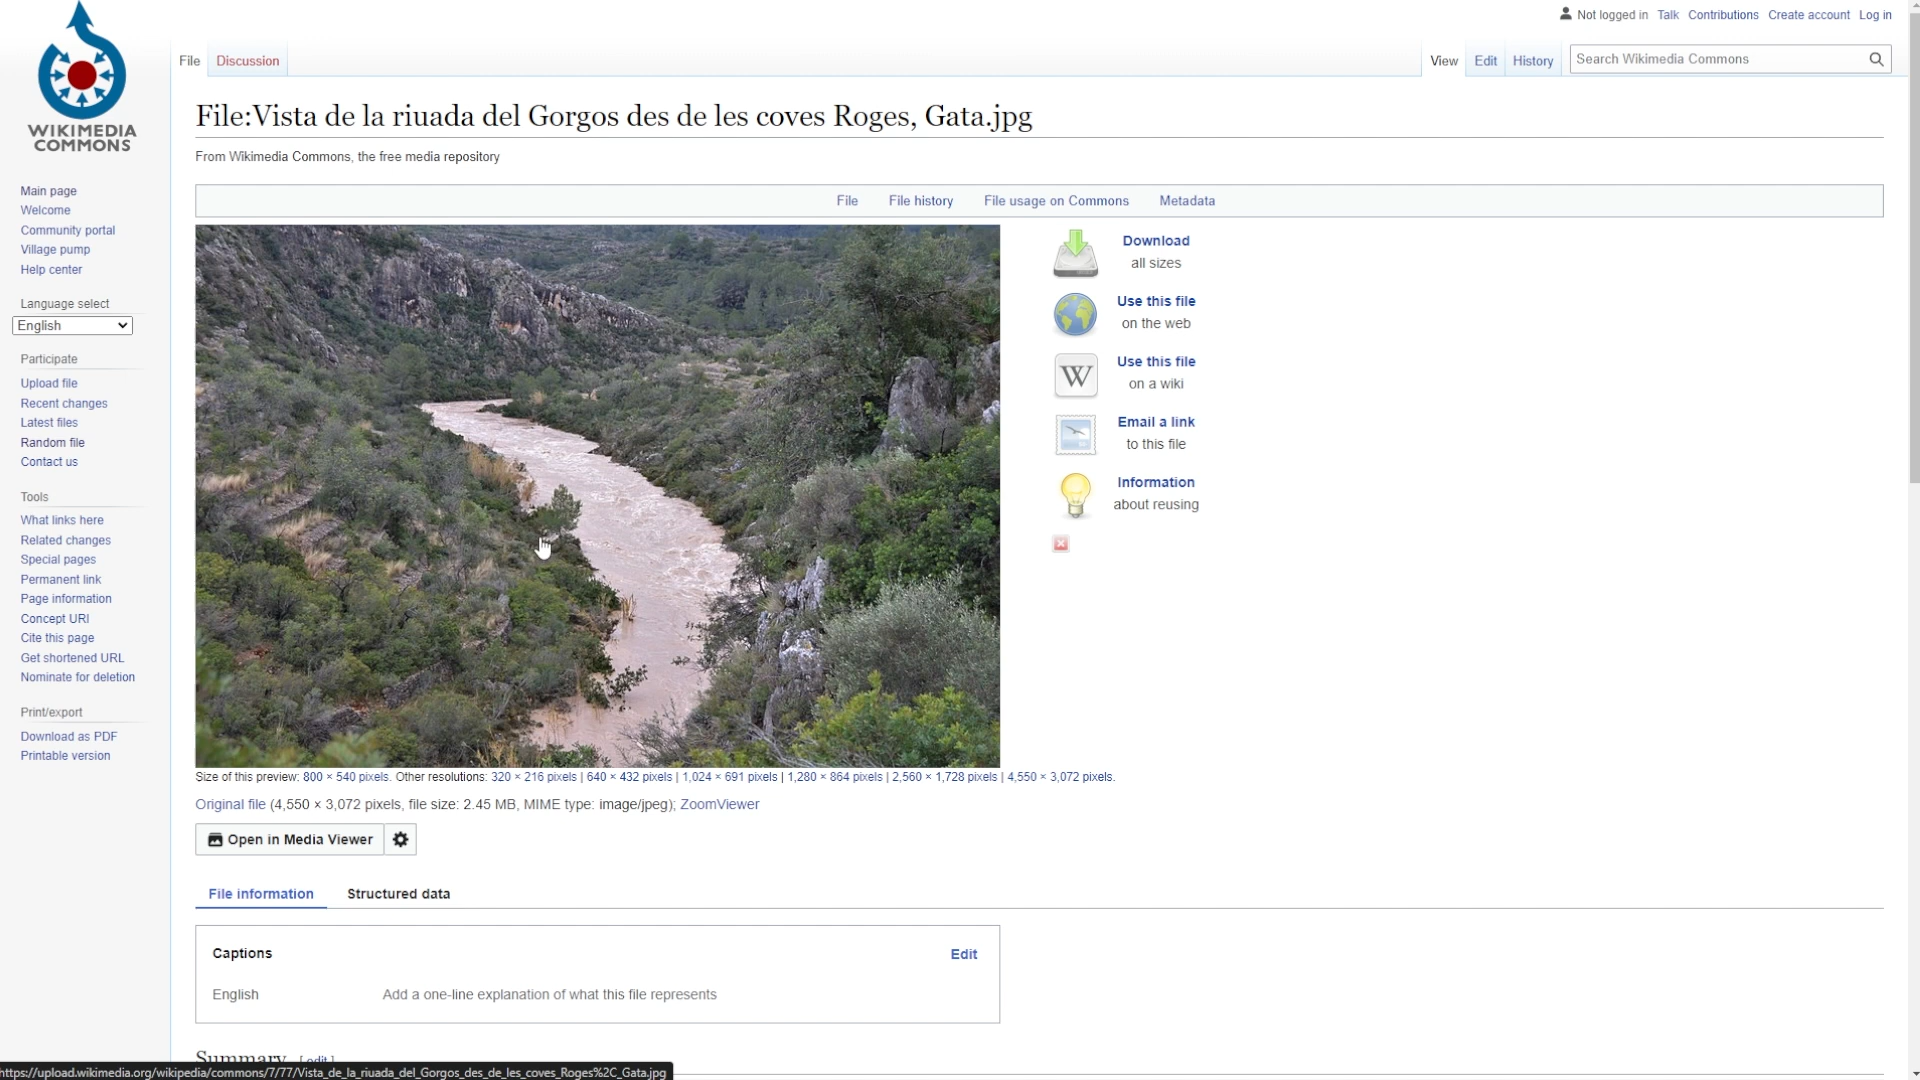 Not logged in Talk Contributions Create account Log in
WIKIMEDIA
COMMONS
File Discussion
View Edit History Search Wikimedia Commons
File:Vista de la riuada del Gorgos des de les coves Roges, Gata.jpg
From Wikimedia Commons, the free media repository
File File history File usage on Commons Metadata
Main page
Welcome
Community portal
Village pump
Help center
Language select
English
Participate
Upload file
Recent changes
Latest files
Random file
Contact us
Tools
What links here
Related changes
Special pages
Permanent link
Page information
Concept URI
Cite this page
Get shortened URL
Nominate for deletion
Print/export
Download as PDF
Printable version
Download
all sizes
Use this file
on the web
W
Use this file
on a wiki
Email a link
to this file
Information
about reusing
Size of this preview: 800 × 540 pixels. Other resolutions: 320 × 216 pixels | 640 × 432 pixels | 1,024 × 691 pixels | 1,280 × 864 pixels | 2,560 × 1,728 pixels | 4,550 × 3,072 pixels.
Original file (4,550 × 3,072 pixels, file size: 2.45 MB, MIME type: image/jpeg); ZoomViewer
Open in Media Viewer
File information Structured data
Captions Edit
English Add a one-line explanation of what this file represents
Summary [ edit ]
https://upload.wikimedia.org/wikipedia/commons/7/77/Vista_de_la_riuada_del_Gorgos_des_de_les_coves_Roges%2C_Gata.jpg